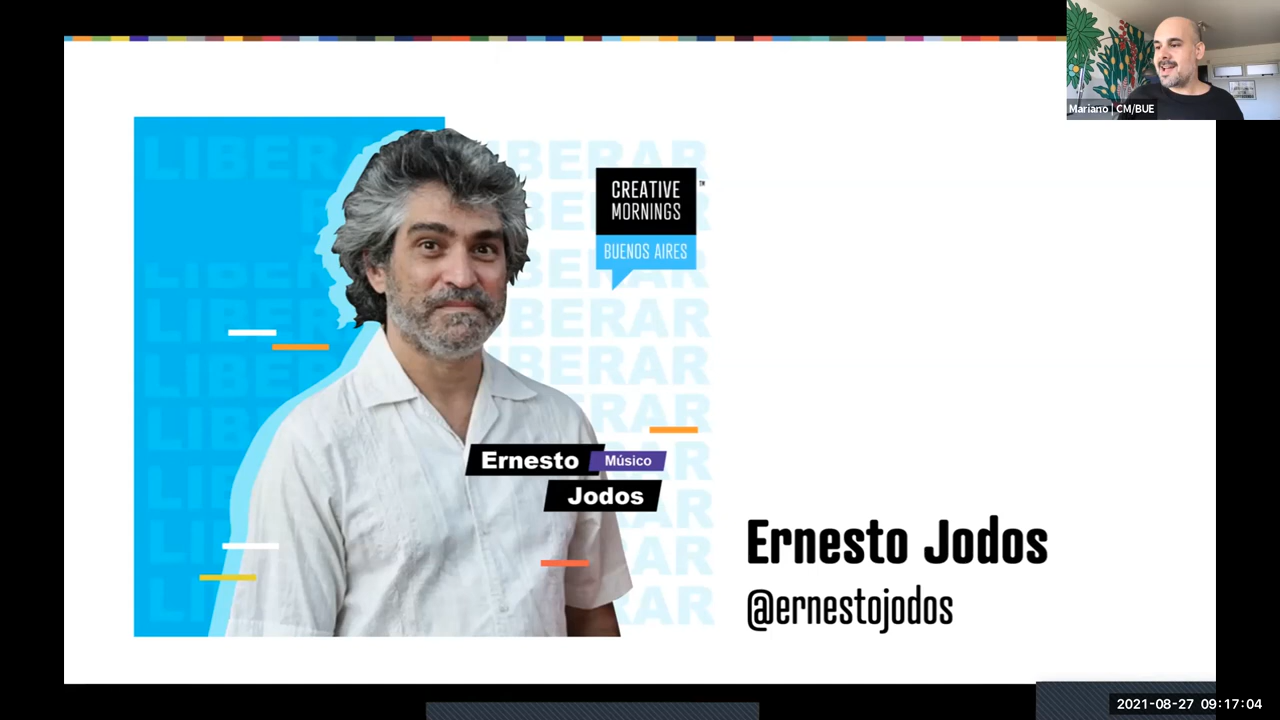 Mariano | CM/BUE
LIBERAR
CREATIVE
MORNINGS
TM
BUENOS AIRES
Ernesto
Músico
Jodos
Ernesto Jodos
@ernestojodos
2021-08-27 09:17:04